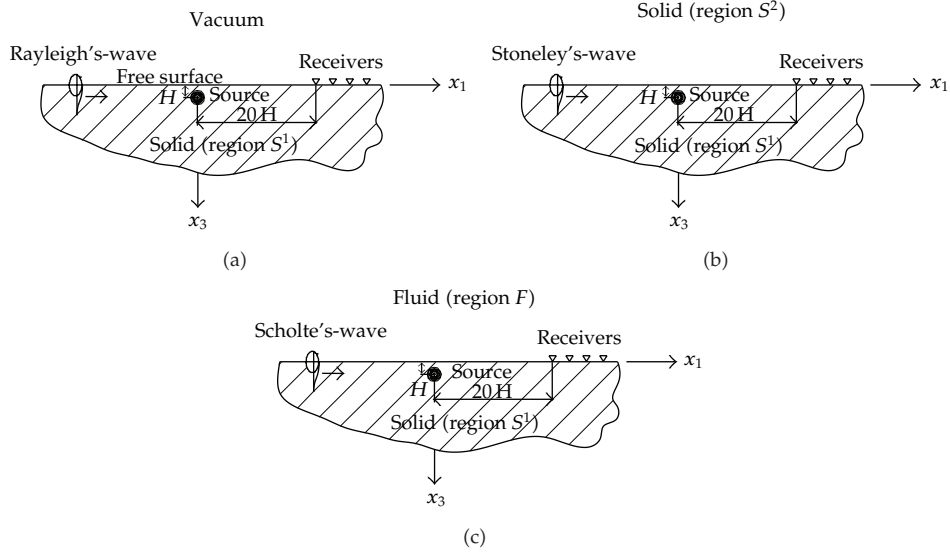 Vacuum
Rayleigh's-wave
Free surface
Receivers
x₁
H
Source
20 H
Solid (region S¹)
x₃
(a)
Solid (region S²)
Stoneley's-wave
Receivers
x₁
H
Source
20 H
Solid (region S¹)
x₃
(b)
Fluid (region F)
Scholte's-wave
Receivers
x₁
H
Source
20 H
Solid (region S¹)
x₃
(c)